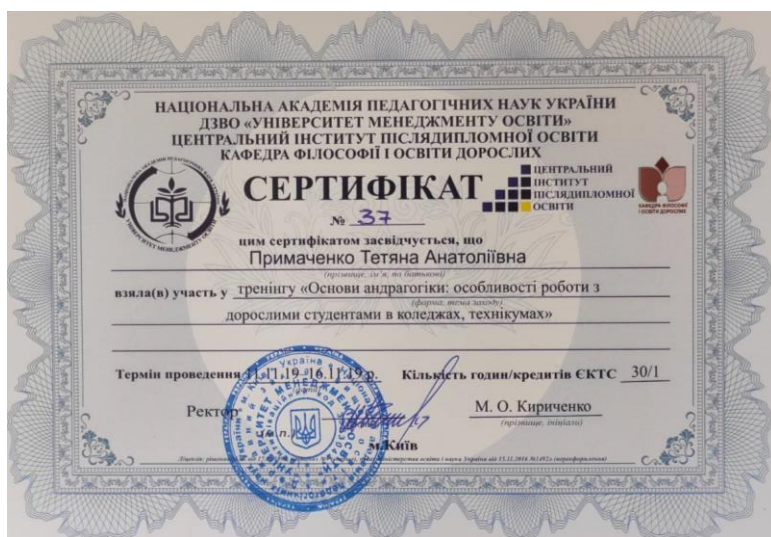 НАЦІОНАЛЬНА АКАДЕМІЯ ПЕДАГОГІЧНИХ НАУК УКРАЇНИ
ДЗВО «УНІВЕРСИТЕТ МЕНЕДЖМЕНТУ ОСВІТИ»
ЦЕНТРАЛЬНИЙ ІНСТИТУТ ПІСЛЯДИПЛОМНОЇ ОСВІТИ
КАФЕДРА ФІЛОСОФІЇ І ОСВІТИ ДОРОСЛИХ
СЕРТИФІКАТ
ЦЕНТРАЛЬНИЙ
ІНСТИТУТ
ПІСЛЯДИПЛОМНОЇ
ОСВІТИ
КАФЕДРА ФІЛОСОФІЇ
І ОСВІТИ ДОРОСЛИХ
№ 37
цим сертифікатом засвідчується, що
Примаченко Тетяна Анатоліївна
(прізвище, ім'я, по батькові)
взяла(в) участь у тренінгу «Основи андрагогіки: особливості роботи з
(форма, тема заходу)
дорослими студентами в коледжах, технікумах»
Термін проведення 11.11.19-16.11.19 р. Кількість годин/кредитів ЄКТС 30/1
Ректор М. О. Кириченко
(прізвище, ініціали)
м.Київ